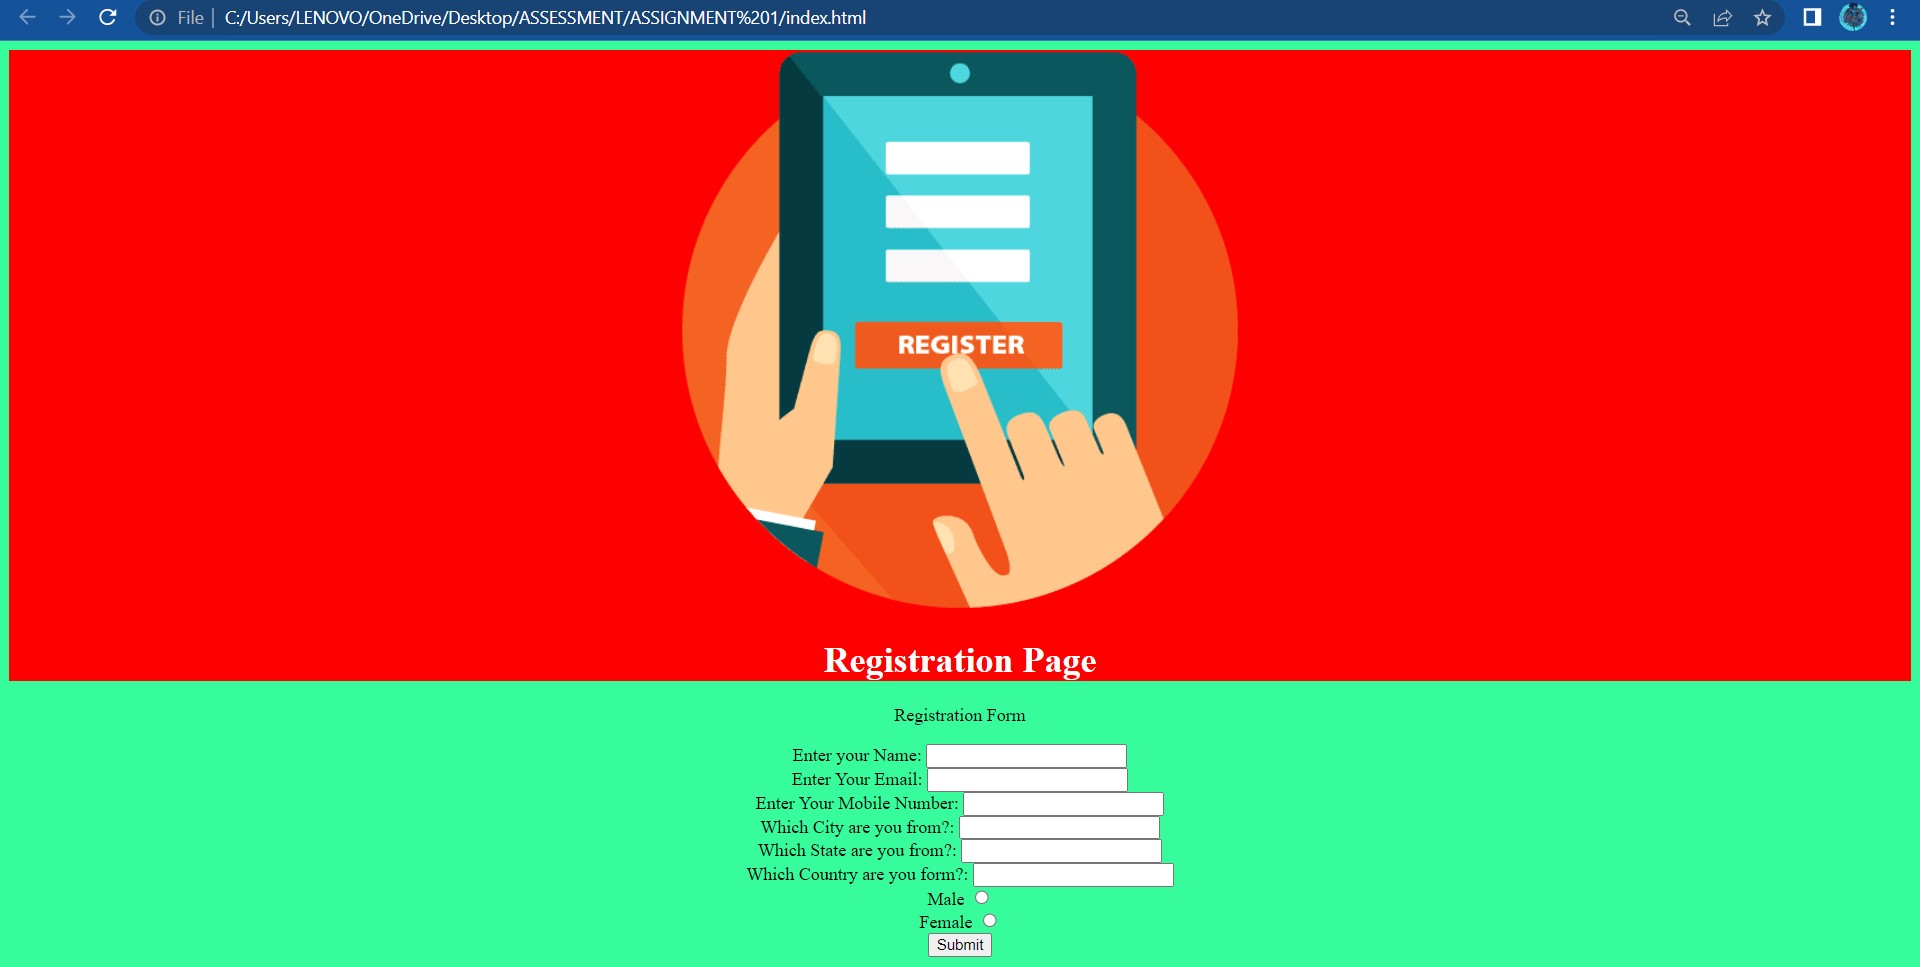 File | C:/Users/LENOVO/OneDrive/Desktop/ASSESSMENT/ASSIGNMENT%201/index.html
REGISTER
Registration Page
Registration Form
Enter your Name:
Enter Your Email:
Enter Your Mobile Number:
Which City are you from?:
Which State are you from?:
Which Country are you form?:
Male
Female
Submit